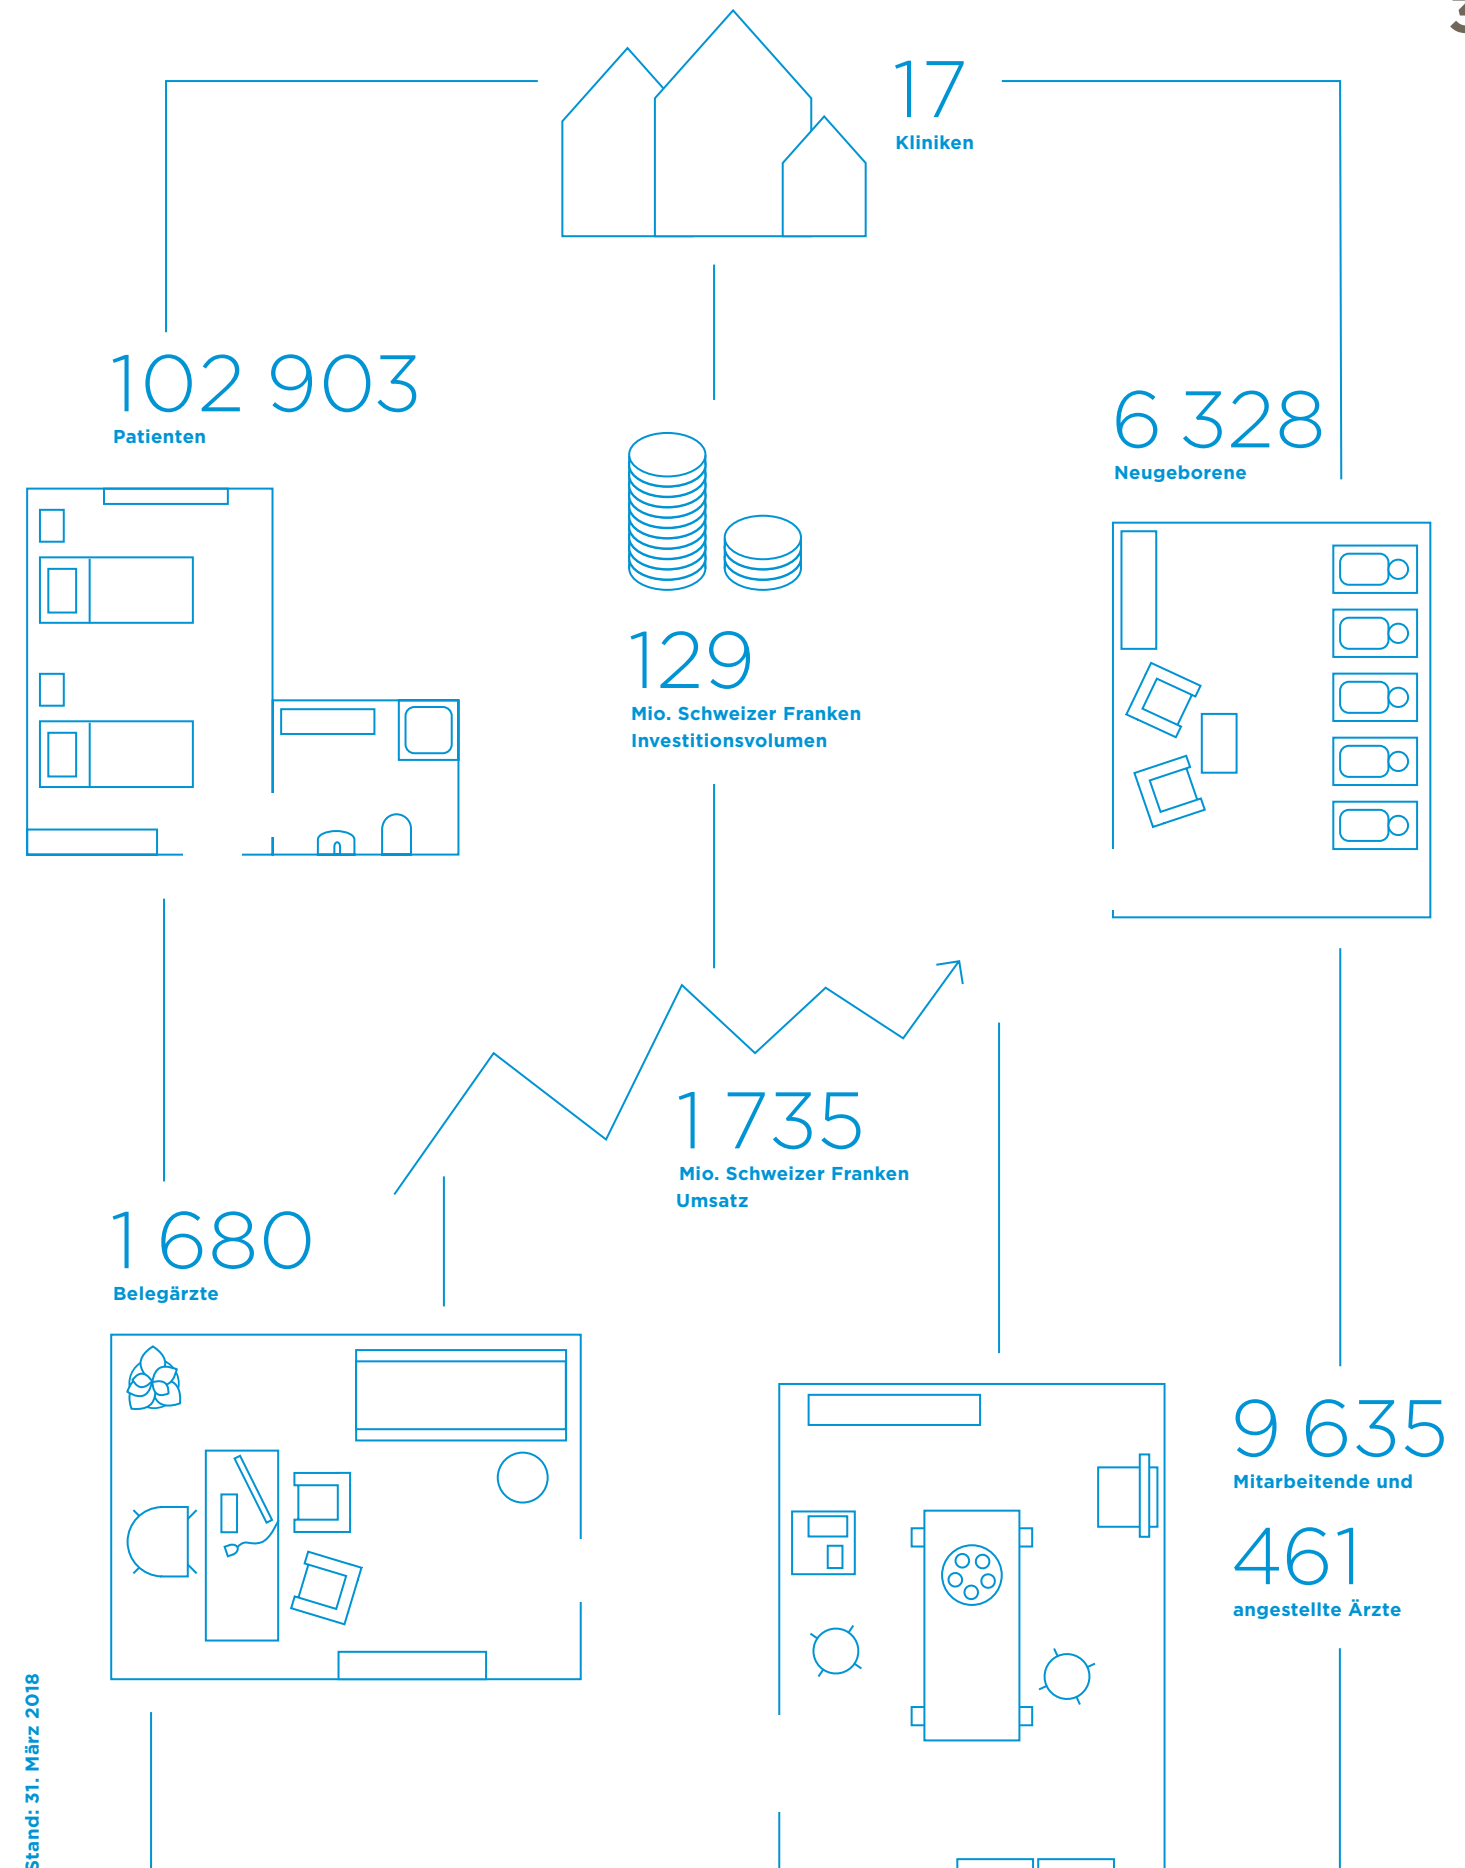 17
Kliniken
102 903
Patienten
6 328
Neugeborene
129
Mio. Schweizer Franken
Investitionsvolumen
1 735
Mio. Schweizer Franken
Umsatz
1 680
Belegärzte
9 635
Mitarbeitende und
461
angestellte Ärzte
Stand: 31. März 2018